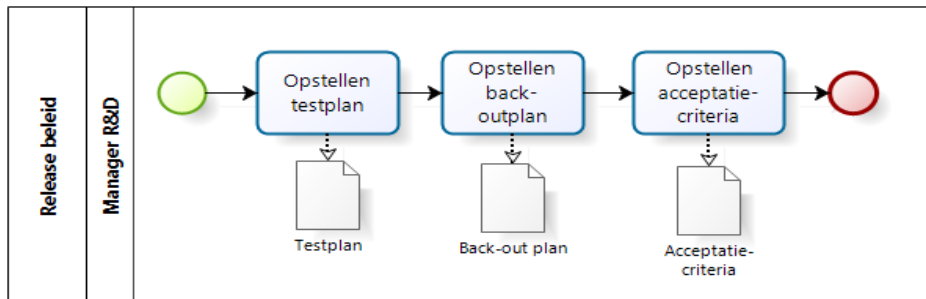 Release beleid
Manager R&D
Opstellen
testplan
Opstellen
back-
outplan
Opstellen
acceptatie-
criteria
Testplan
Back-out plan
Acceptatie-
criteria